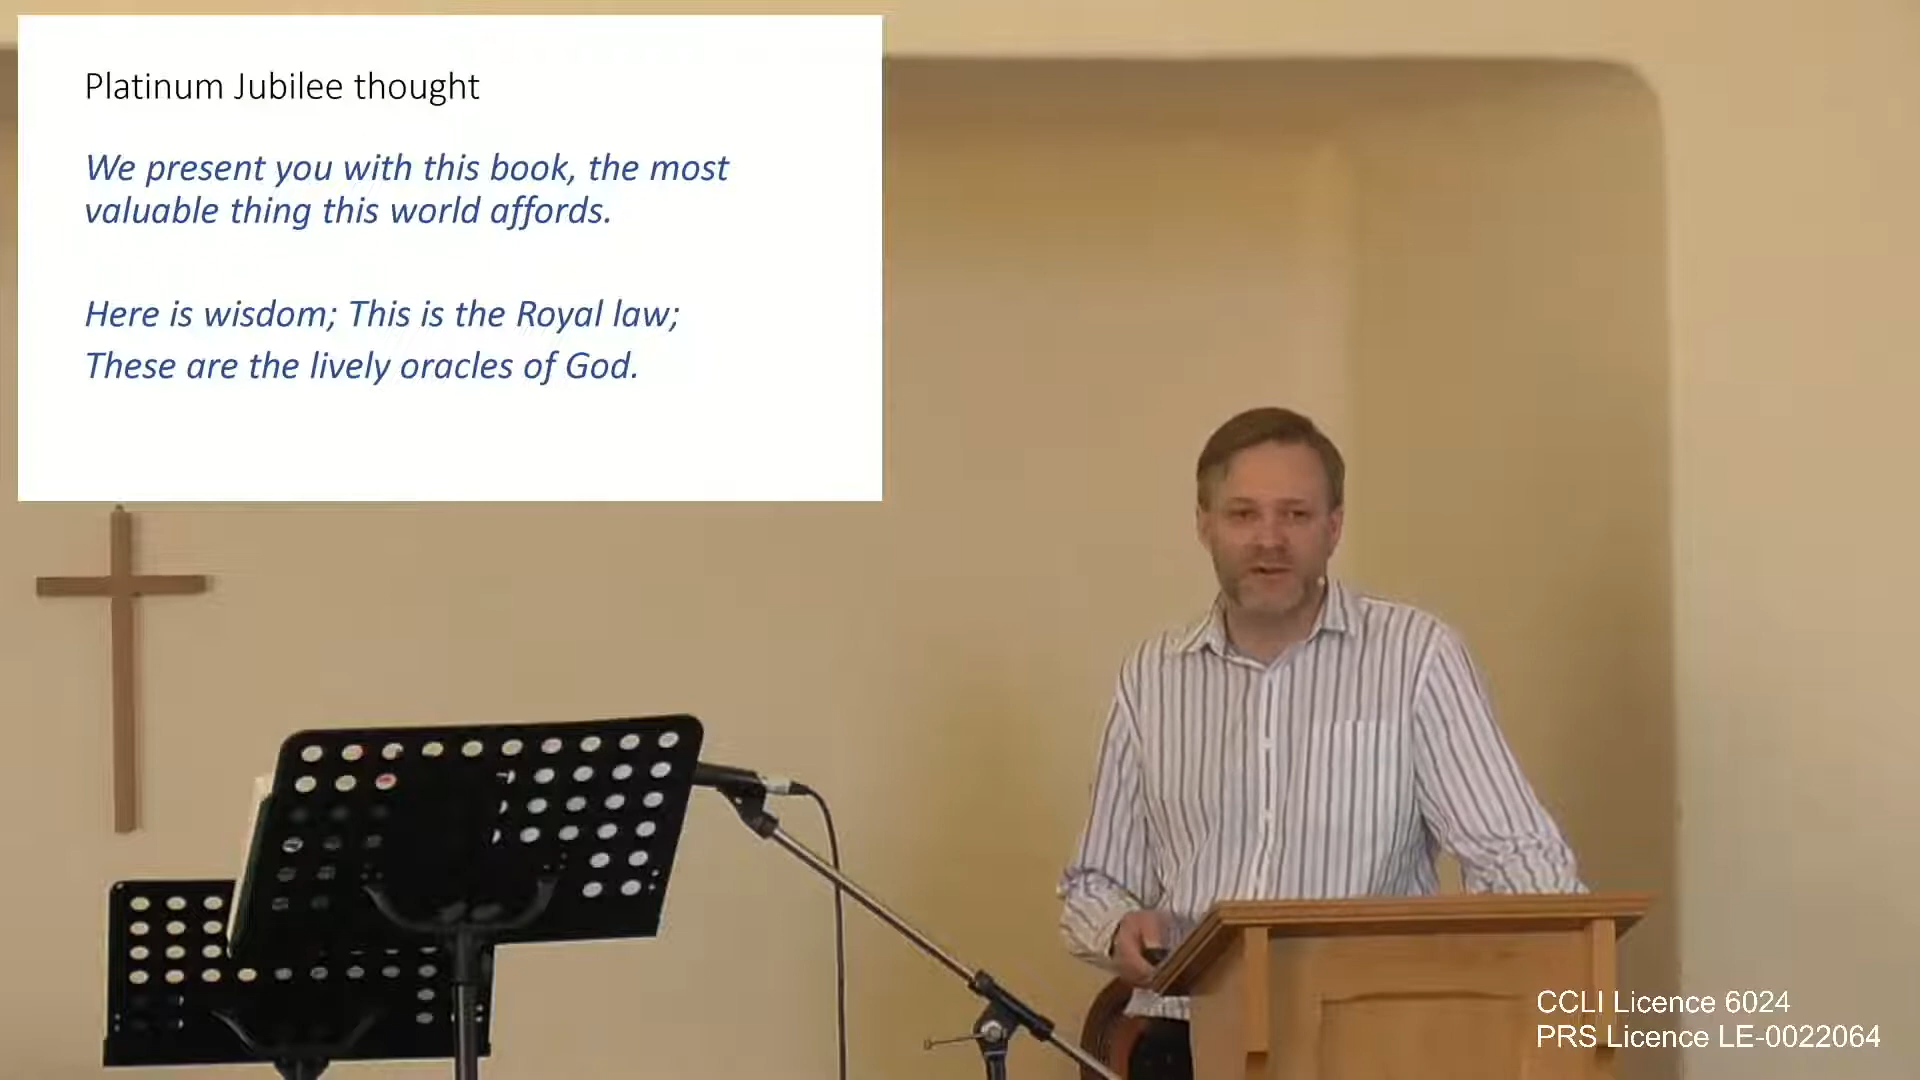 Platinum Jubilee thought
We present you with this book, the most
valuable thing this world affords.
Here is wisdom; This is the Royal law;
These are the lively oracles of God.
CCLI Licence 6024
PRS Licence LE-0022064